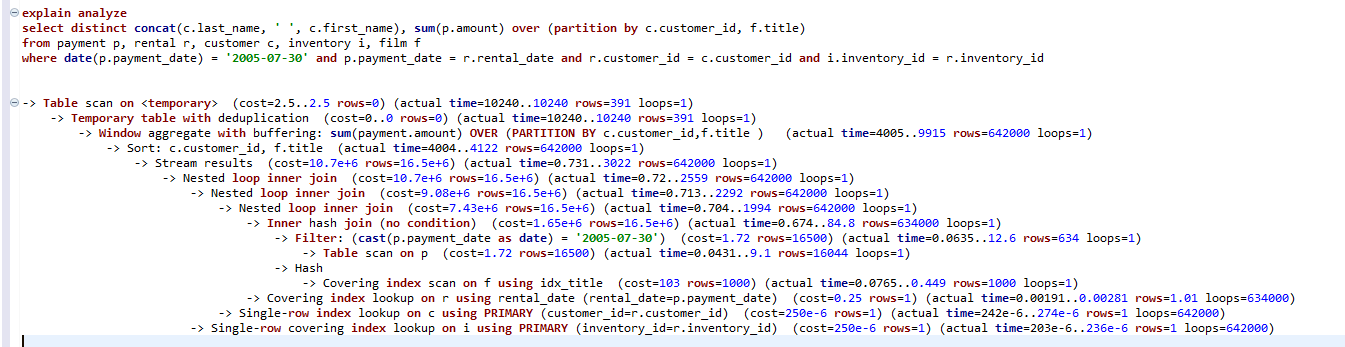 explain analyze
select distinct concat(c.last_name, ' ', c.first_name), sum(p.amount) over (partition by c.customer_id, f.title)
from payment p, rental r, customer c, inventory i, film f
where date(p.payment_date) = '2005-07-30' and p.payment_date = r.rental_date and r.customer_id = c.customer_id and i.inventory_id = r.inventory_id
-> Table scan on <temporary>  (cost=2.5..2.5 rows=0) (actual time=10240..10240 rows=391 loops=1)
-> Temporary table with deduplication  (cost=0..0 rows=0) (actual time=10240..10240 rows=391 loops=1)
-> Window aggregate with buffering: sum(payment.amount) OVER (PARTITION BY c.customer_id,f.title )   (actual time=4005..9915 rows=642000 loops=1)
-> Sort: c.customer_id, f.title  (actual time=4004..4122 rows=642000 loops=1)
-> Stream results  (cost=10.7e+6 rows=16.5e+6) (actual time=0.731..3022 rows=642000 loops=1)
-> Nested loop inner join  (cost=10.7e+6 rows=16.5e+6) (actual time=0.72..2559 rows=642000 loops=1)
-> Nested loop inner join  (cost=9.08e+6 rows=16.5e+6) (actual time=0.713..2292 rows=642000 loops=1)
-> Nested loop inner join  (cost=7.43e+6 rows=16.5e+6) (actual time=0.704..1994 rows=642000 loops=1)
-> Inner hash join (no condition)  (cost=1.65e+6 rows=16.5e+6) (actual time=0.674..84.8 rows=634000 loops=1)
-> Filter: (cast(p.payment_date as date) = '2005-07-30')  (cost=1.72 rows=16500) (actual time=0.0635..12.6 rows=634 loops=1)
-> Table scan on p  (cost=1.72 rows=16500) (actual time=0.0431..9.1 rows=16044 loops=1)
-> Hash
-> Covering index scan on f using idx_title  (cost=103 rows=1000) (actual time=0.0765..0.449 rows=1000 loops=1)
-> Covering index lookup on r using rental_date (rental_date=p.payment_date)  (cost=0.25 rows=1) (actual time=0.00191..0.00281 rows=1.01 loops=634000)
-> Single-row index lookup on c using PRIMARY (customer_id=r.customer_id)  (cost=250e-6 rows=1) (actual time=242e-6..274e-6 rows=1 loops=642000)
-> Single-row covering index lookup on i using PRIMARY (inventory_id=r.inventory_id)  (cost=250e-6 rows=1) (actual time=203e-6..236e-6 rows=1 loops=642000)